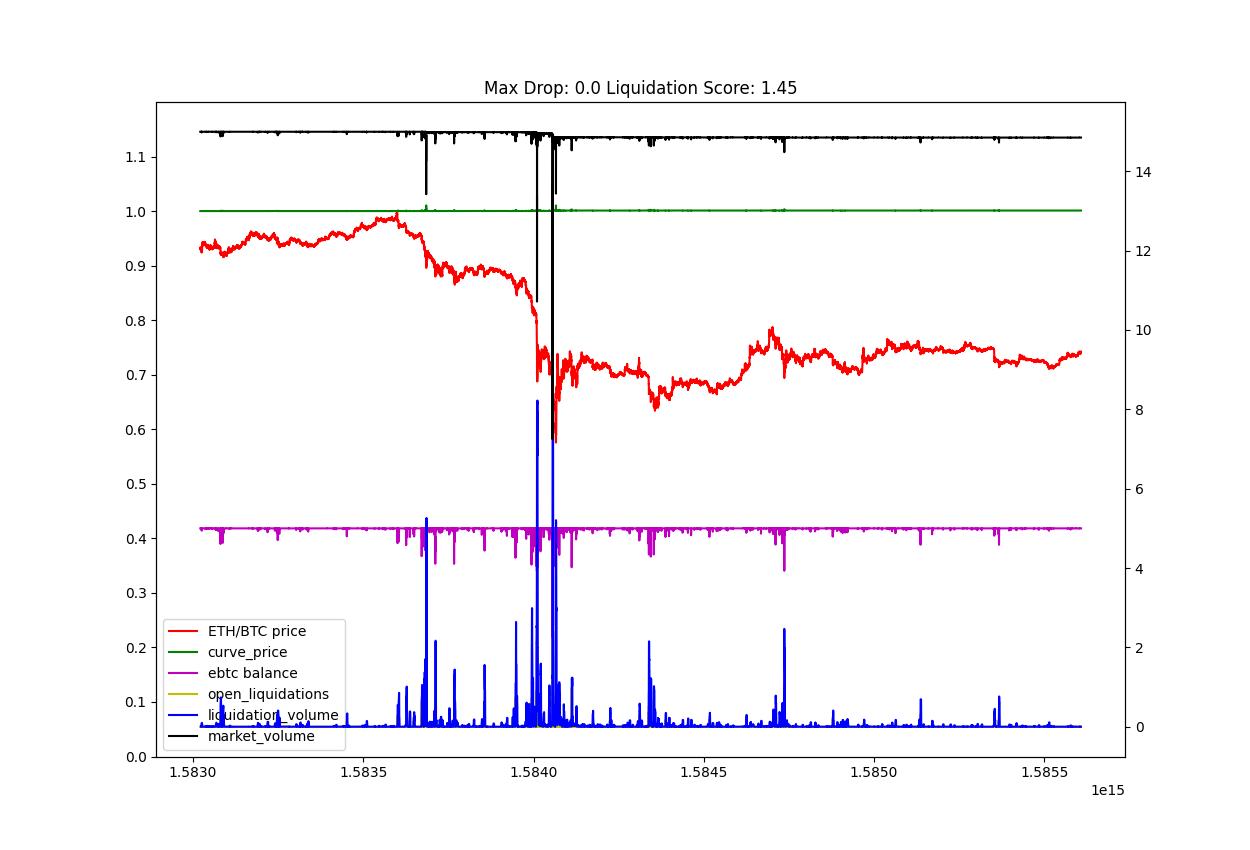 Max Drop: 0.0 Liquidation Score: 1.45
1.1
1.0
0.9
0.8
0.7
0.6
0.5
0.4
0.3
0.2
0.1
0.0
14
12
10
8
6
4
2
0
ETH/BTC price
curve_price
ebtc balance
open_liquidations
liquidation_volume
market_volume
1.5830 1.5835 1.5840 1.5845 1.5850 1.5855
1e15